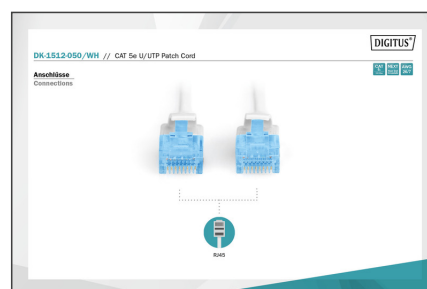 DIGITUS®
DK-1512-050/WH // CAT 5e U/UTP Patch Cord
Anschlüsse
Connections
RJ45